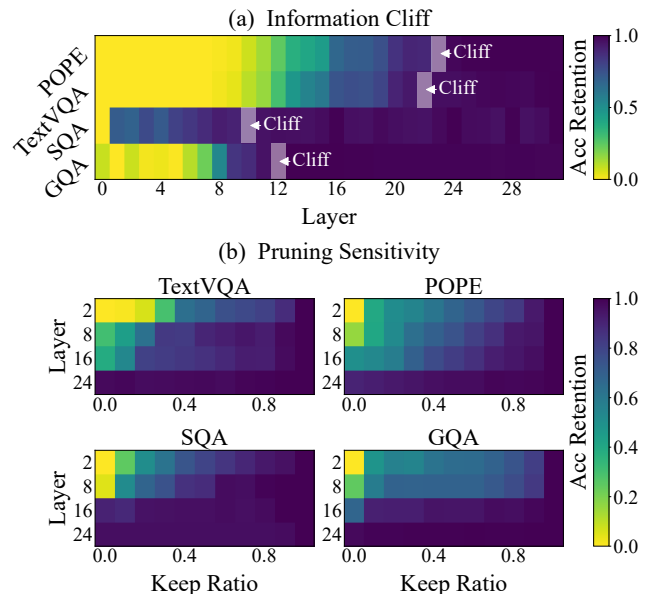 (a) Information Cliff
POPE
TextVQA
SQA
GQA
Cliff
Cliff
Cliff
Cliff
0 4 8 12 16 20 24 28
Layer
1.0
0.5
0.0
Acc Retention
(b) Pruning Sensitivity
TextVQA
POPE
Layer
2
8
16
24
0.0 0.4 0.8
2
8
16
24
0.0 0.4 0.8
SQA
GQA
Layer
2
8
16
24
0.0 0.4 0.8
2
8
16
24
0.0 0.4 0.8
Keep Ratio
Keep Ratio
Acc Retention
1.0
0.8
0.6
0.4
0.2
0.0